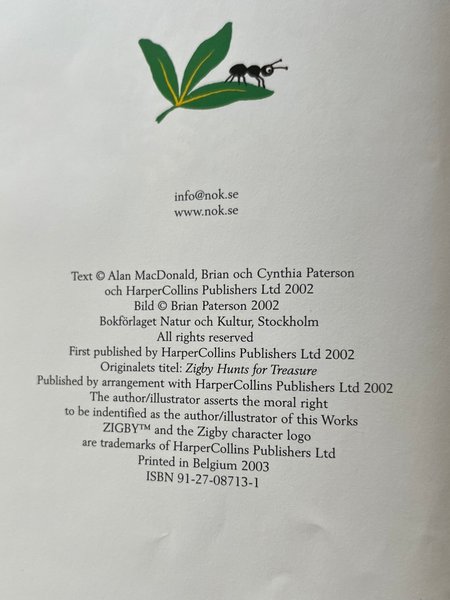 info@nok.se
www.nok.se
Text © Alan MacDonald, Brian och Cynthia Paterson
och HarperCollins Publishers Ltd 2002
Bild © Brian Paterson 2002
Bokförlaget Natur och Kultur, Stockholm
All rights reserved
First published by HarperCollins Publishers Ltd 2002
Originalets titel: Zigby Hunts for Treasure
Published by arrangement with HarperCollins Publishers Ltd 2002
The author/illustrator asserts the moral right
to be indentified as the author/illustrator of this Works
ZIGBY™ and the Zigby character logo
are trademarks of HarperCollins Publishers Ltd
Printed in Belgium 2003
ISBN 91-27-08713-1